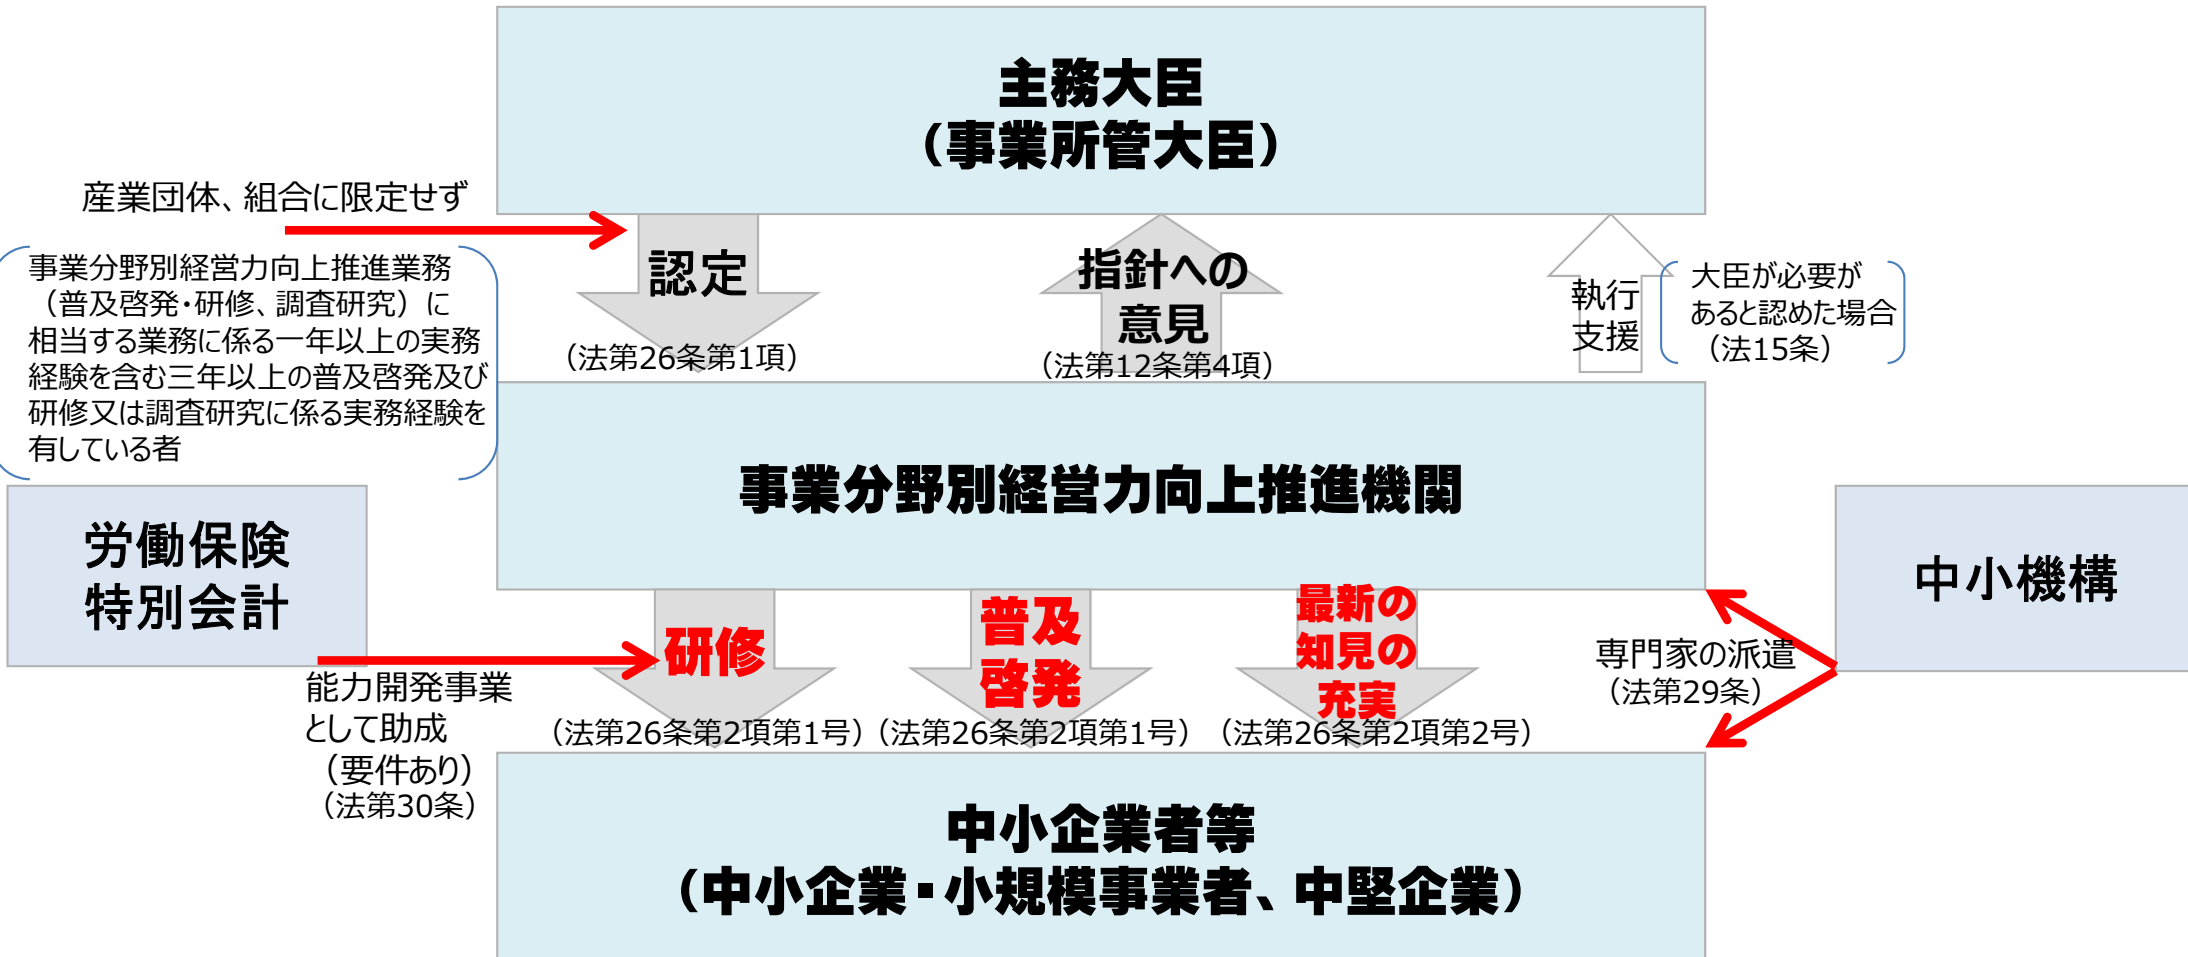 主務大臣
（事業所管大臣）
産業団体、組合に限定せず
事業分野別経営力向上推進業務
（普及啓発・研修、調査研究）に
相当する業務に係る一年以上の実務
経験を含む三年以上の普及啓発及び
研修又は調査研究に係る実務経験を
有している者
認定
（法第26条第1項）
指針への
意見
（法第12条第4項）
執行
支援
大臣が必要が
あると認めた場合
（法15条）
事業分野別経営力向上推進機関
労働保険
特別会計
中小機構
研修
（法第26条第2項第1号）
普及
啓発
（法第26条第2項第1号）
最新の
知見の
充実
（法第26条第2項第2号）
専門家の派遣
（法第29条）
能力開発事業
として助成
（要件あり）
（法第30条）
中小企業者等
（中小企業・小規模事業者、中堅企業）